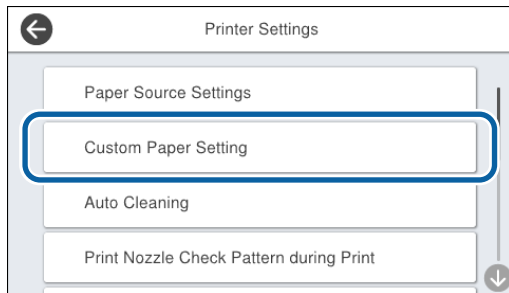 Printer Settings
Paper Source Settings
Custom Paper Setting
Auto Cleaning
Print Nozzle Check Pattern during Print